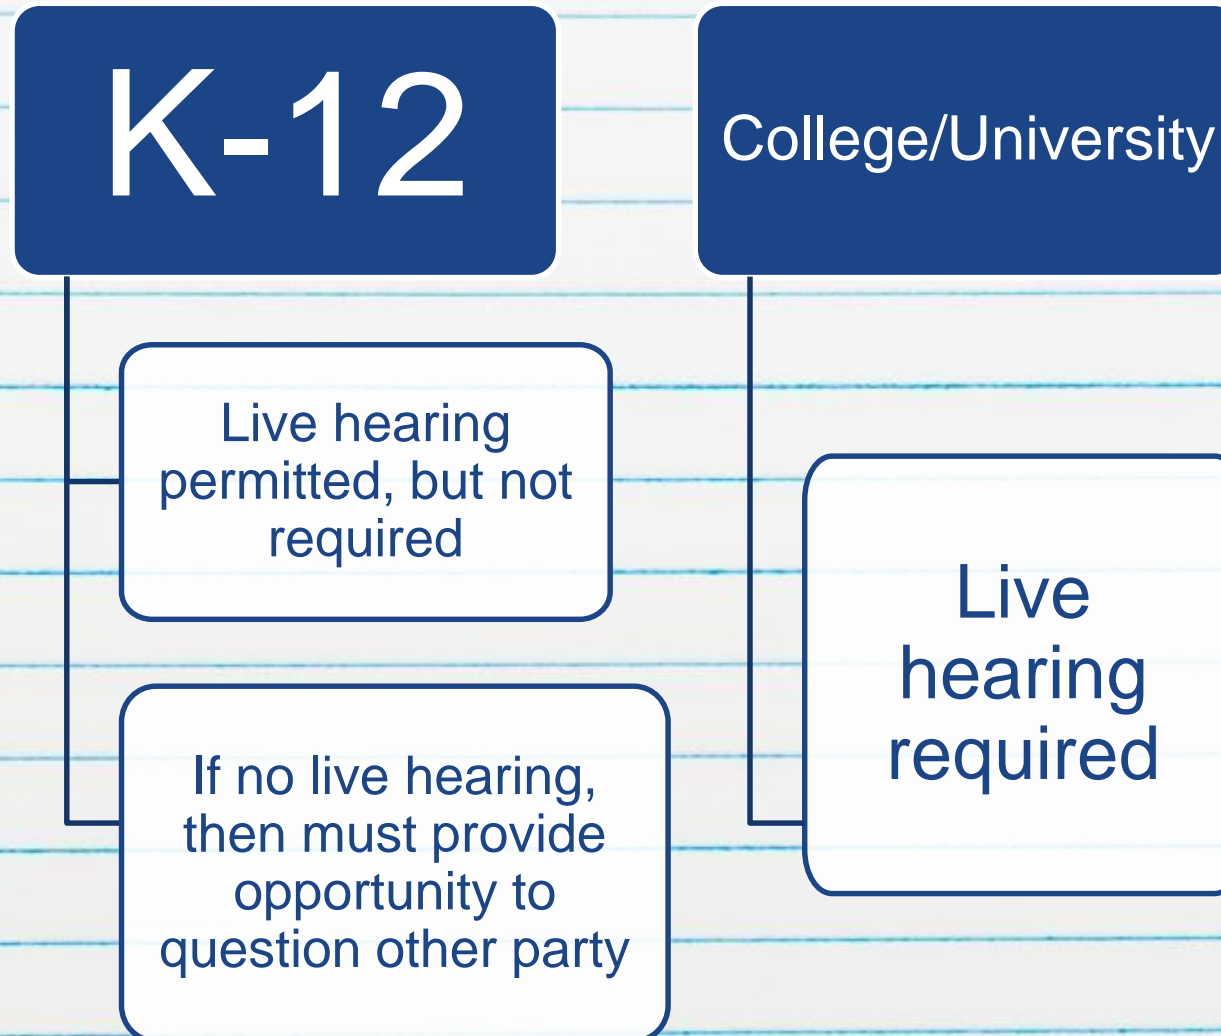 K-12
Live hearing
permitted, but not
required
If no live hearing,
then must provide
opportunity to
question other party
College/University
Live
hearing
required